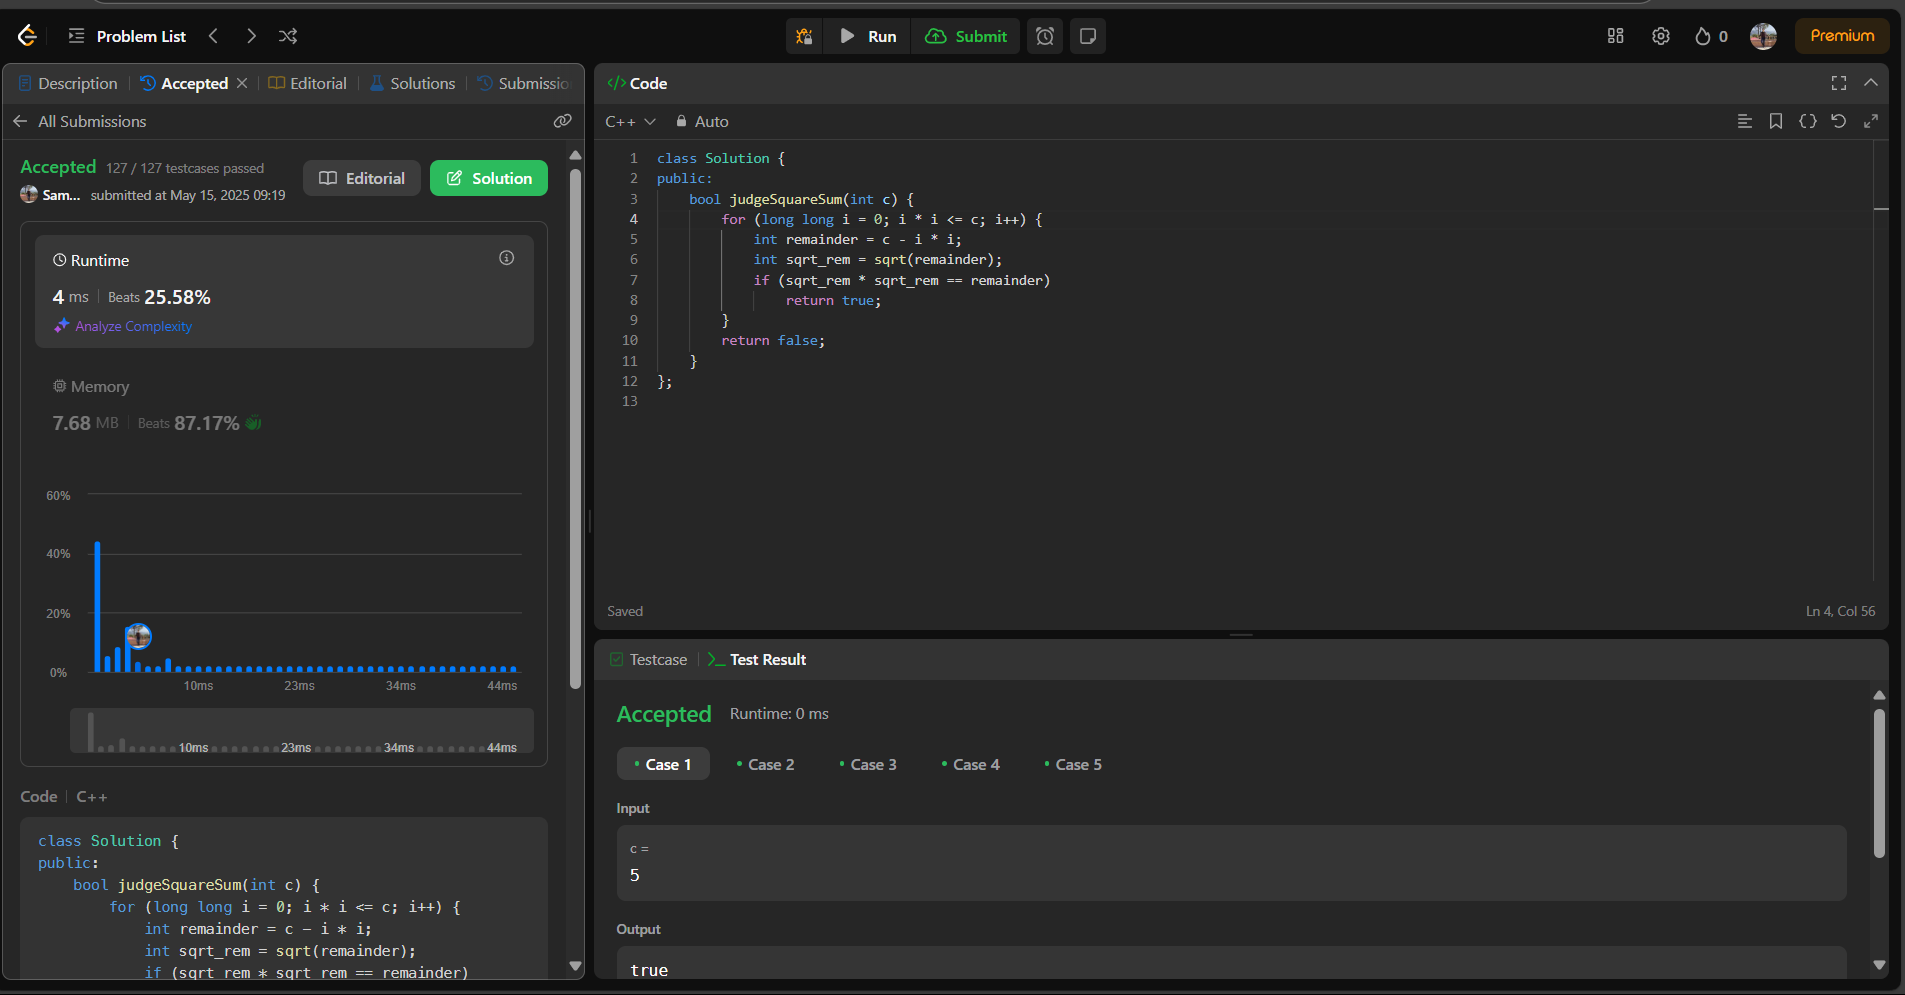 Problem List
Run
Submit
0
Premium
Description
Accepted
Editorial
Solutions
Submissio
All Submissions
Accepted 127 / 127 testcases passed
Sam... submitted at May 15, 2025 09:19
Editorial
Solution
Runtime
4 ms Beats 25.58%
Analyze Complexity
Memory
7.68 MB Beats 87.17%
60%
40%
20%
0%
10ms 23ms 34ms 44ms
10ms 23ms 34ms 44ms
Code C++
class Solution {
public:
bool judgeSquareSum(int c) {
for (long long i = 0; i * i <= c; i++) {
int remainder = c - i * i;
int sqrt_rem = sqrt(remainder);
if (sqrt_rem * sqrt_rem == remainder)
</> Code
C++ Auto
1 class Solution {
2 public:
3 bool judgeSquareSum(int c) {
4 for (long long i = 0; i * i <= c; i++) {
5 int remainder = c - i * i;
6 int sqrt_rem = sqrt(remainder);
7 if (sqrt_rem * sqrt_rem == remainder)
8 return true;
9 }
10 return false;
11 }
12 };
13
Saved
Ln 4, Col 56
Testcase
>_ Test Result
Accepted Runtime: 0 ms
Case 1 Case 2 Case 3 Case 4 Case 5
Input
c =
5
Output
true